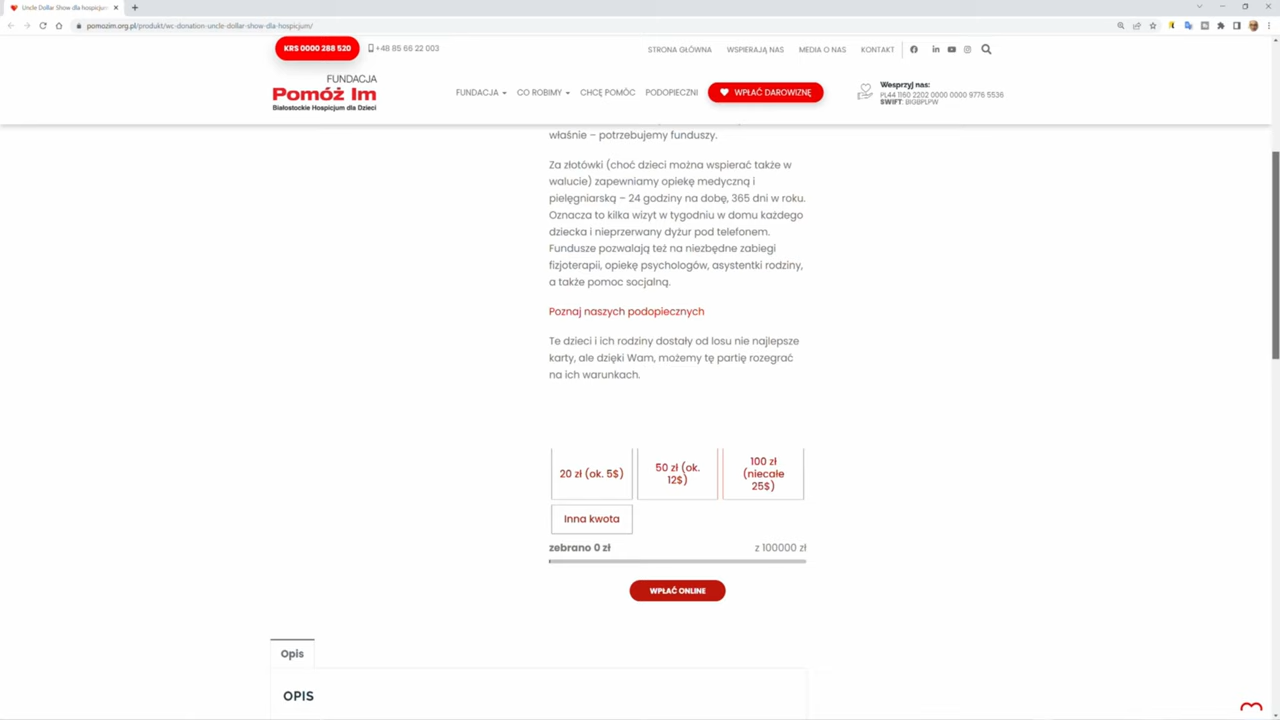 Uncle Dollar Show dla hospicjum
pomozim.org.pl/produkt/wc-donation-uncle-dollar-show-dla-hospicjum/
KRS 0000 288 520
+48 85 66 22 003
STRONA GŁÓWNA
WSPIERAJĄ NAS
MEDIA O NAS
KONTAKT
FUNDACJA
Pomóż Im
Białostockie Hospicjum dla Dzieci
FUNDACJA
CO ROBIMY
CHCĘ POMÓC
PODOPIECZNI
WPŁAĆ DAROWIZNĘ
Wesprzyj nas:
PL44 1160 2202 0000 0000 9776 5536
SWIFT: BIGBPLPW
właśnie – potrzebujemy funduszy.
Za złotówki (choć dzieci można wspierać także w
walucie) zapewniamy opiekę medyczną i
pielęgniarską – 24 godziny na dobę, 365 dni w roku.
Oznacza to kilka wizyt w tygodniu w domu każdego
dziecka i nieprzerwany dyżur pod telefonem.
Fundusze pozwalają też na niezbędne zabiegi
fizjoterapii, opiekę psychologów, asystentki rodziny,
a także pomoc socjalną.
Poznaj naszych podopiecznych
Te dzieci i ich rodziny dostały od losu nie najlepsze
karty, ale dzięki Wam, możemy tę partię rozegrać
na ich warunkach.
20 zł (ok. 5$)
50 zł (ok.
12$)
100 zł
(niecałe
25$)
Inna kwota
zebrano 0 zł
z 100000 zł
WPŁAĆ ONLINE
Opis
OPIS